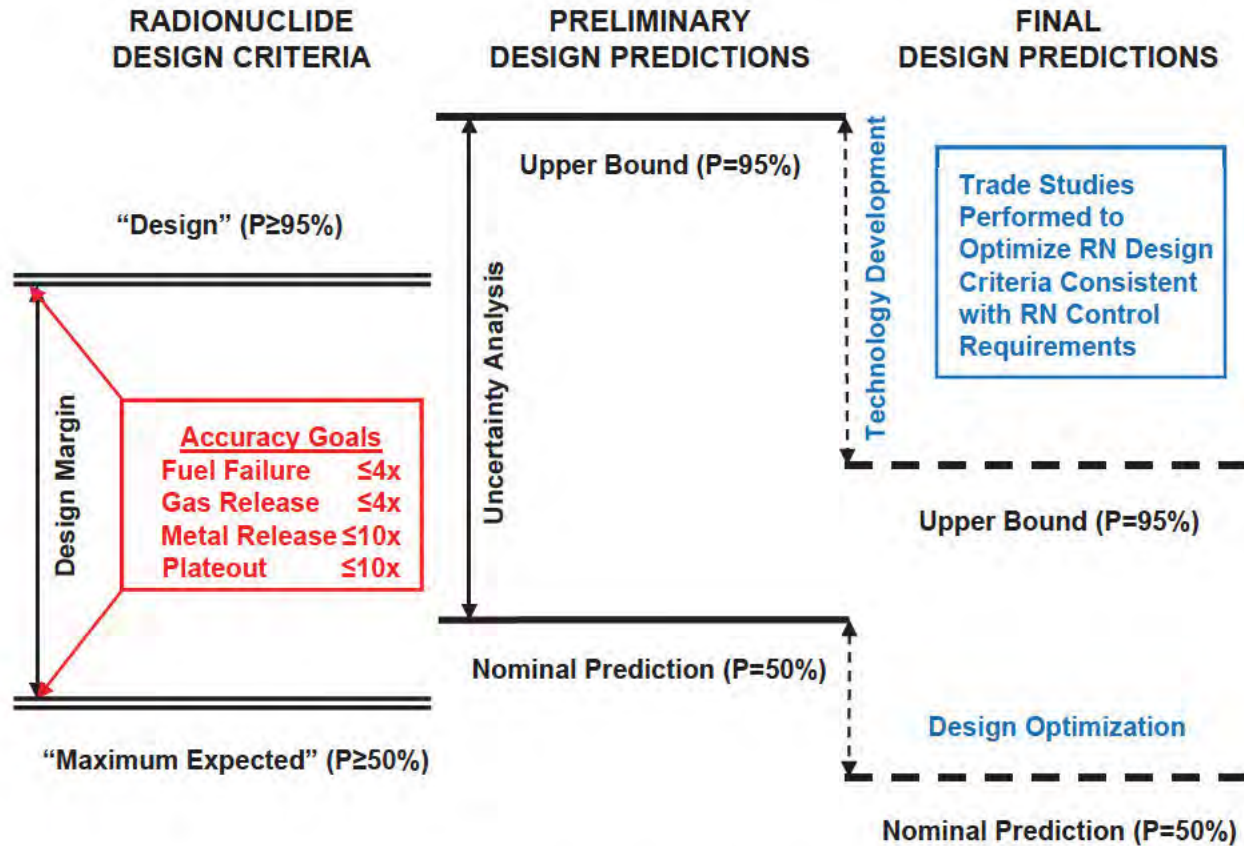 RADIONUCLIDE
DESIGN CRITERIA
PRELIMINARY
DESIGN PREDICTIONS
FINAL
DESIGN PREDICTIONS
“Design” (P≥95%)
Design Margin
Accuracy Goals
Fuel Failure ≤4x
Gas Release ≤4x
Metal Release ≤10x
Plateout ≤10x
“Maximum Expected” (P≥50%)
Upper Bound (P=95%)
Uncertainty Analysis
Nominal Prediction (P=50%)
Technology Development
Trade Studies
Performed to
Optimize RN Design
Criteria Consistent
with RN Control
Requirements
Upper Bound (P=95%)
Design Optimization
Nominal Prediction (P=50%)